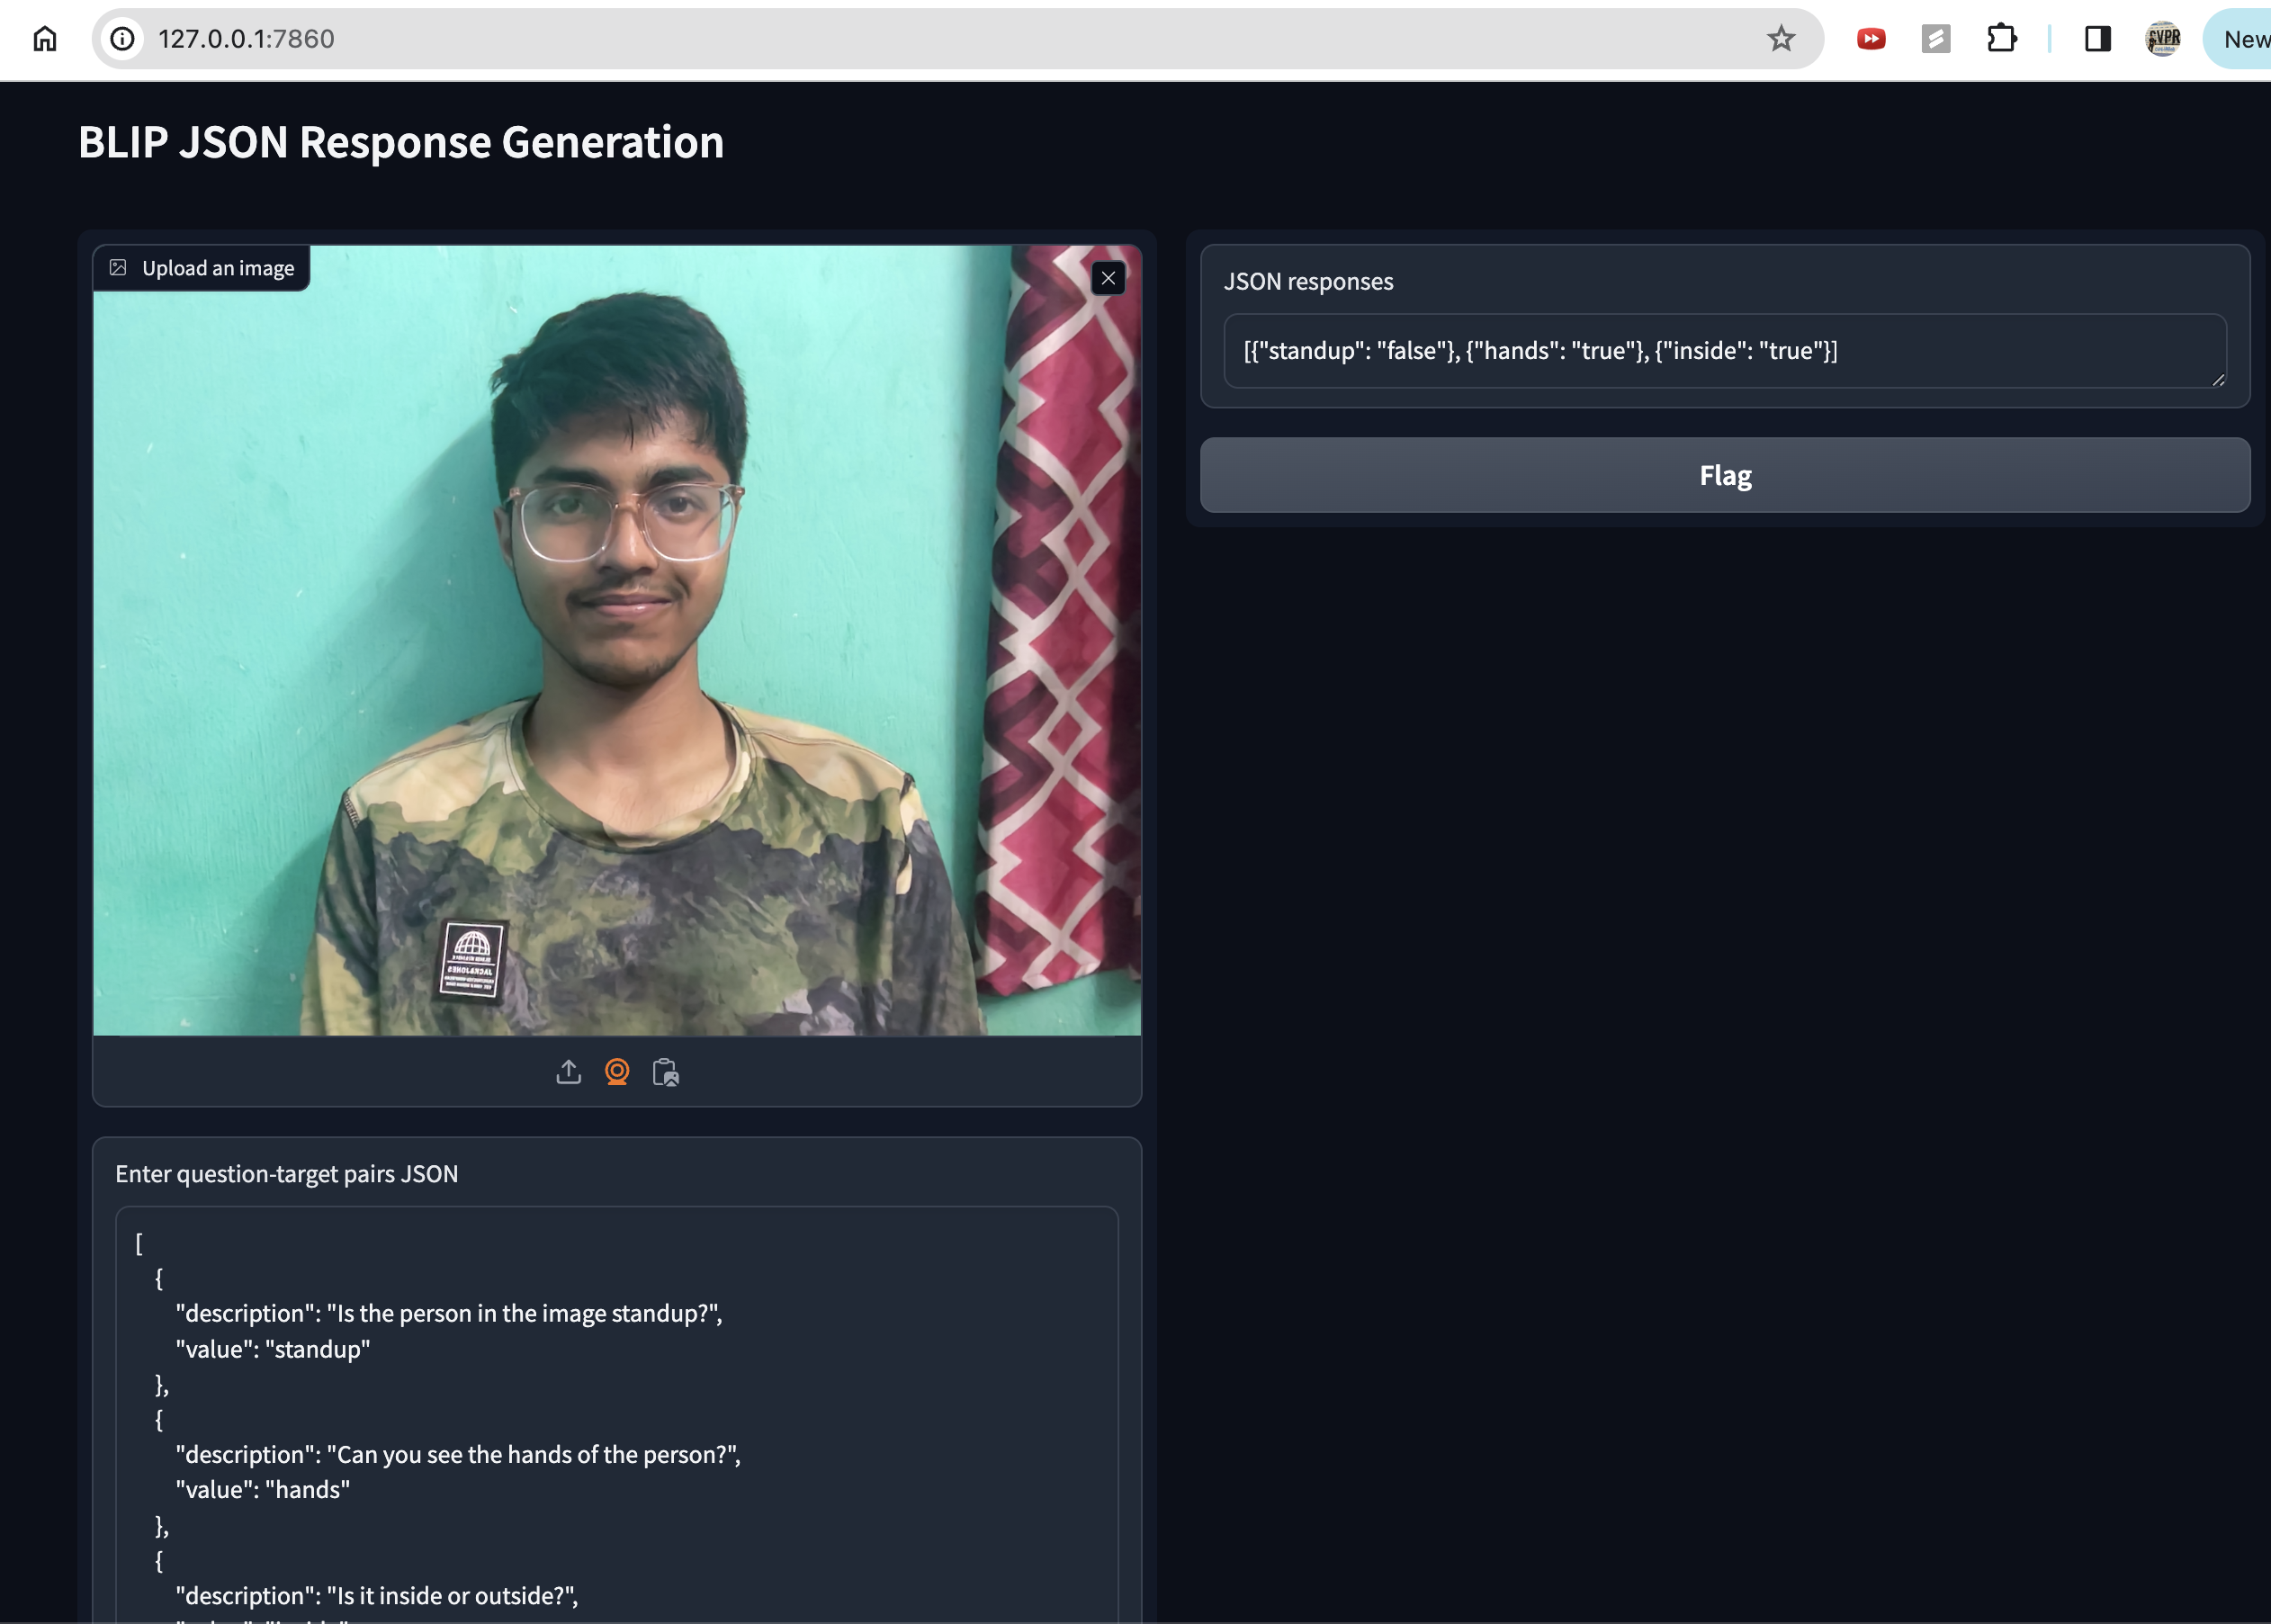 127.0.0.1:7860
New
BLIP JSON Response Generation
Upload an image
JSON responses
[{"standup": "false"}, {"hands": "true"}, {"inside": "true"}]
Flag
Enter question-target pairs JSON
[
{
"description": "Is the person in the image standup?",
"value": "standup"
},
{
"description": "Can you see the hands of the person?",
"value": "hands"
},
{
"description": "Is it inside or outside?",